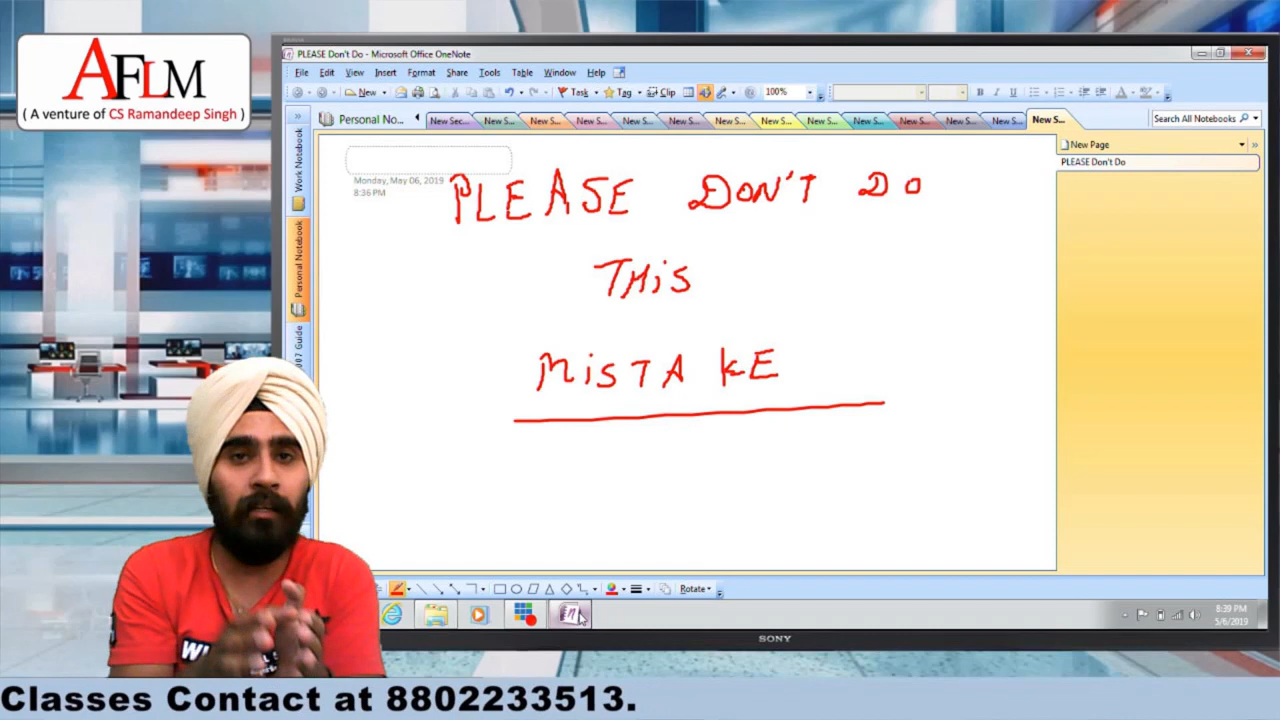 AFLM
( A venture of CS Ramandeep Singh )
PLEASE Don't Do - Microsoft Office OneNote
File Edit View Insert Format Share Tools Table Window Help
New Task Tag Clip 100%
Personal No... New Sec... New S... New S... New S... New S... New S... New S... New S... New S... New S... New S... New S... New S... New S... Search All Notebooks
Work Notebook
Personal Notebook
07 Guide
New Page
PLEASE Don't Do
Monday, May 06, 2019
8:36 PM
PLEASE DON'T DO
THiS
MiSTAKE
Rotate
8:39 PM
5/6/2019
SONY
Classes Contact at 8802233513.